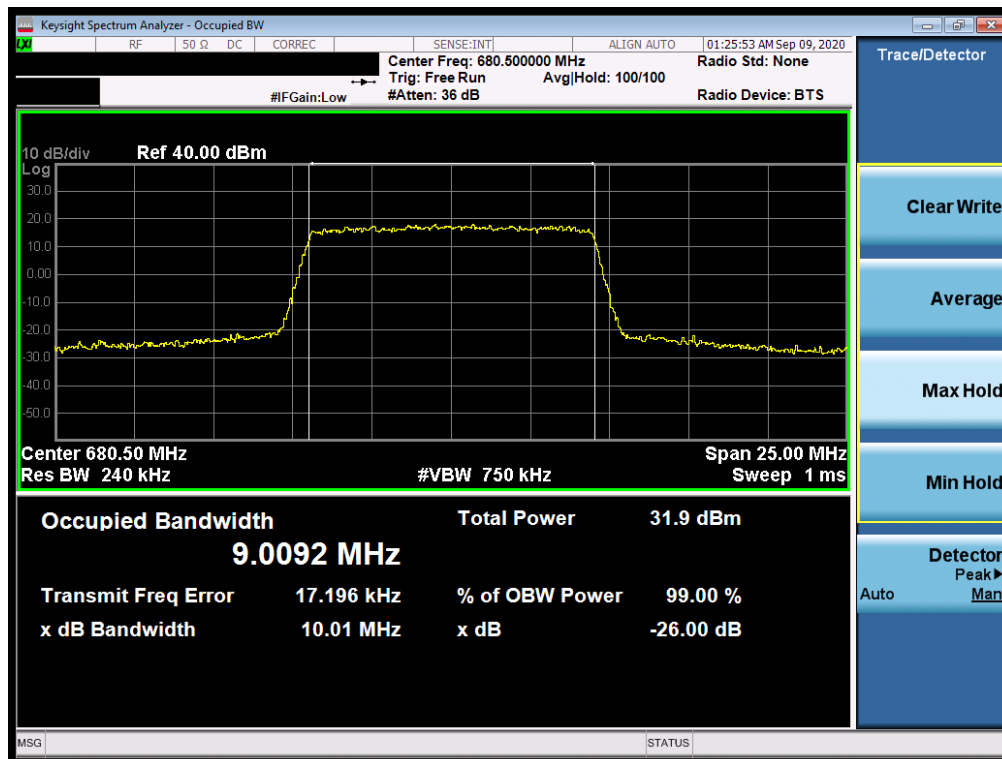 Keysight Spectrum Analyzer - Occupied BW
LXI RF 50 Ω DC CORREC SENSE:INT ALIGN AUTO 01:25:53 AM Sep 09, 2020
Center Freq: 680.500000 MHz Radio Std: None
Trig: Free Run Avg|Hold: 100/100
#IFGain:Low #Atten: 36 dB Radio Device: BTS
10 dB/div Ref 40.00 dBm
Log
30.0
20.0
10.0
0.00
-10.0
-20.0
-30.0
-40.0
-50.0
Center 680.50 MHz Span 25.00 MHz
Res BW 240 kHz #VBW 750 kHz Sweep 1 ms
Occupied Bandwidth Total Power 31.9 dBm
9.0092 MHz
Transmit Freq Error 17.196 kHz % of OBW Power 99.00 %
x dB Bandwidth 10.01 MHz x dB -26.00 dB
MSG STATUS
Trace/Detector
Clear Write
Average
Max Hold
Min Hold
Detector
Peak▶
Auto Man